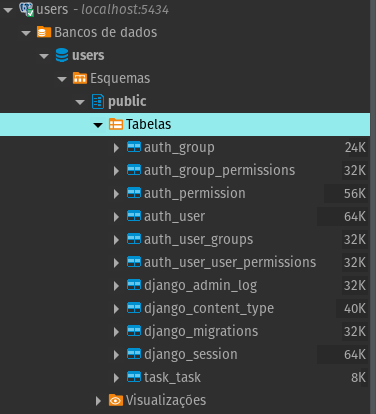 users - localhost:5434
Bancos de dados
users
Esquemas
public
Tabelas
auth_group 24K
auth_group_permissions 32K
auth_permission 56K
auth_user 64K
auth_user_groups 32K
auth_user_user_permissions 32K
django_admin_log 32K
django_content_type 40K
django_migrations 32K
django_session 64K
task_task 8K
Visualizações